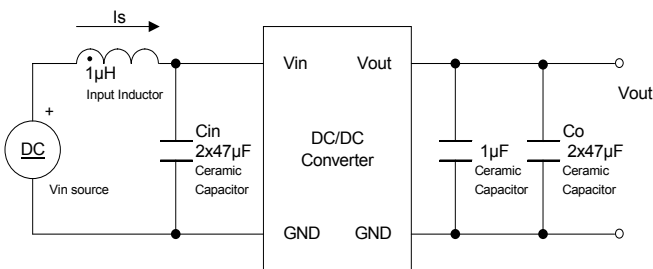 Is
1µH
Input Inductor
+
DC
Vin source
Cin
2x47µF
Ceramic
Capacitor
Vin
Vout
DC/DC
Converter
GND
GND
1µF
Ceramic
Capacitor
Co
2x47µF
Ceramic
Capacitor
Vout